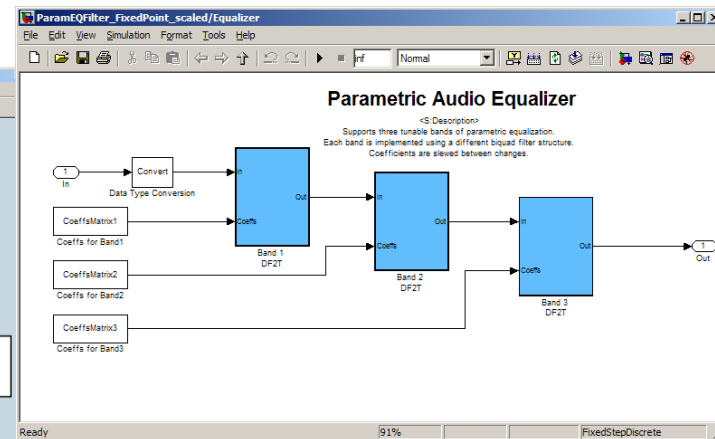 ParamEQFilter_FixedPoint_scaled/Equalizer
File Edit View Simulation Format Tools Help
inf Normal
Parametric Audio Equalizer
<S:Description>
Supports three tunable bands of parametric equalization.
Each band is implemented using a different biquad filter structure.
Coefficients are slewed between changes.
1
In
Convert
Data Type Conversion
In
Out
Coeffs
Band 1
DF2T
CoeffsMatrix1
Coeffs for Band1
In
Out
Coeffs
Band 2
DF2T
CoeffsMatrix2
Coeffs for Band2
In
Out
Coeffs
Band 3
DF2T
1
Out
CoeffsMatrix3
Coeffs for Band3
Ready 91% FixedStepDiscrete